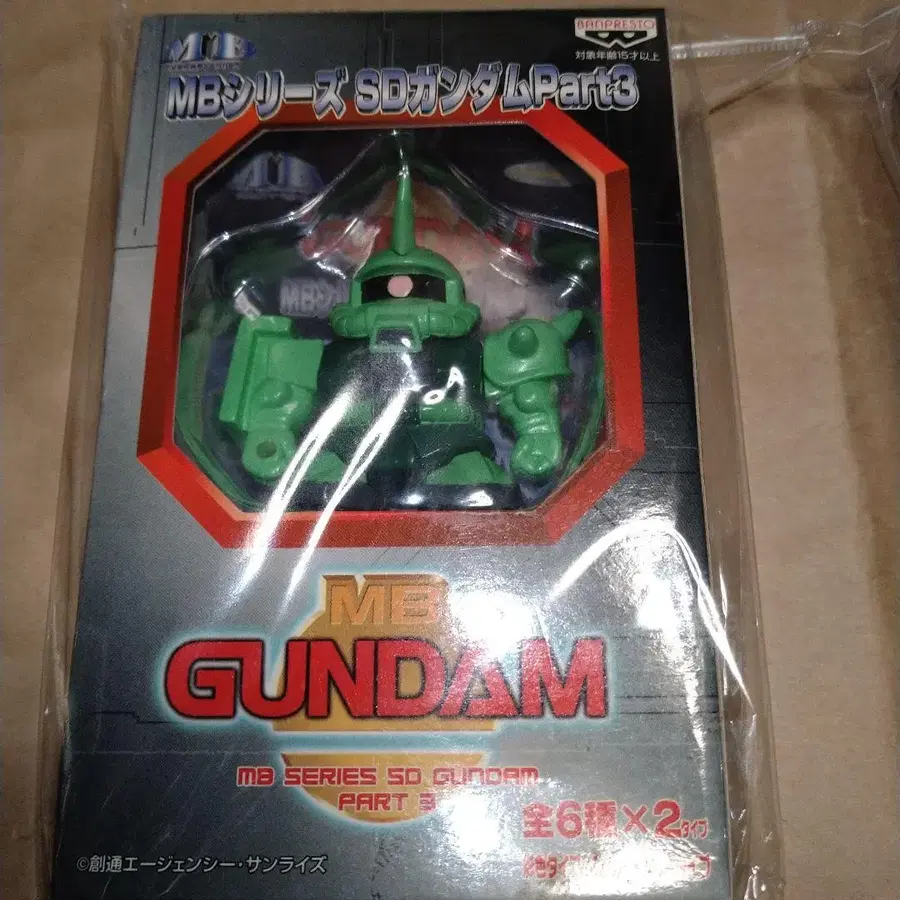 MB
BANPRESTO
対象年齢15才以上
MBシリーズ SDガンダムPart3
MB
GUNDAM
MB SERIES SD GUNDAM
PART 3
全6種×2タイプ
©創通エージェンシー・サンライズ